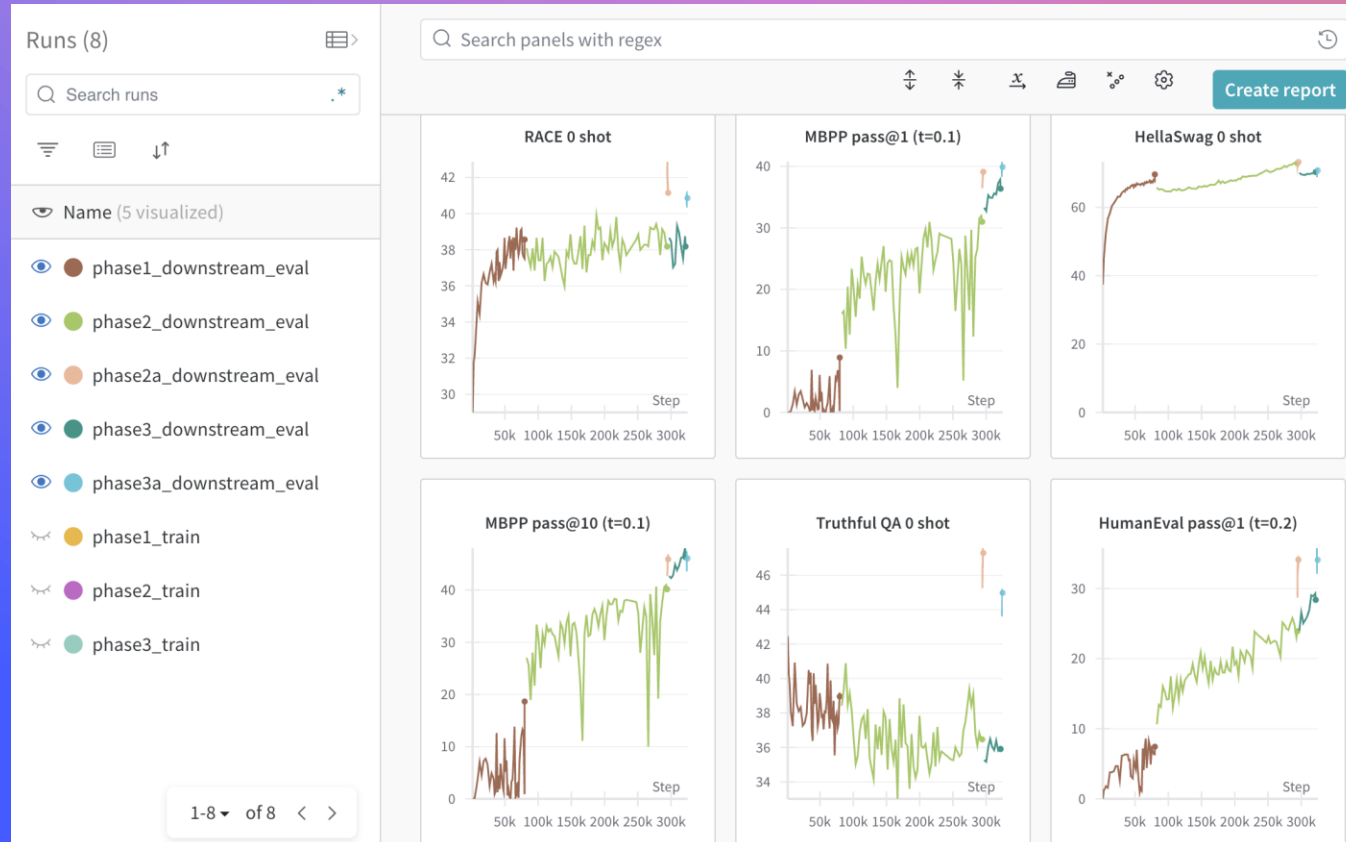 Runs (8)
Search runs
.*
Name (5 visualized)
phase1_downstream_eval
phase2_downstream_eval
phase2a_downstream_eval
phase3_downstream_eval
phase3a_downstream_eval
phase1_train
phase2_train
phase3_train
1-8 of 8
Search panels with regex
x
Create report
RACE 0 shot
42
40
38
36
34
32
30
Step
50k 100k 150k 200k 250k 300k
MBPP pass@1 (t=0.1)
40
30
20
10
0
Step
50k 100k 150k 200k 250k 300k
HellaSwag 0 shot
60
40
20
0
Step
50k 100k 150k 200k 250k 300k
MBPP pass@10 (t=0.1)
40
30
20
10
0
Step
50k 100k 150k 200k 250k 300k
Truthful QA 0 shot
46
44
42
40
38
36
34
Step
50k 100k 150k 200k 250k 300k
HumanEval pass@1 (t=0.2)
30
20
10
0
Step
50k 100k 150k 200k 250k 300k